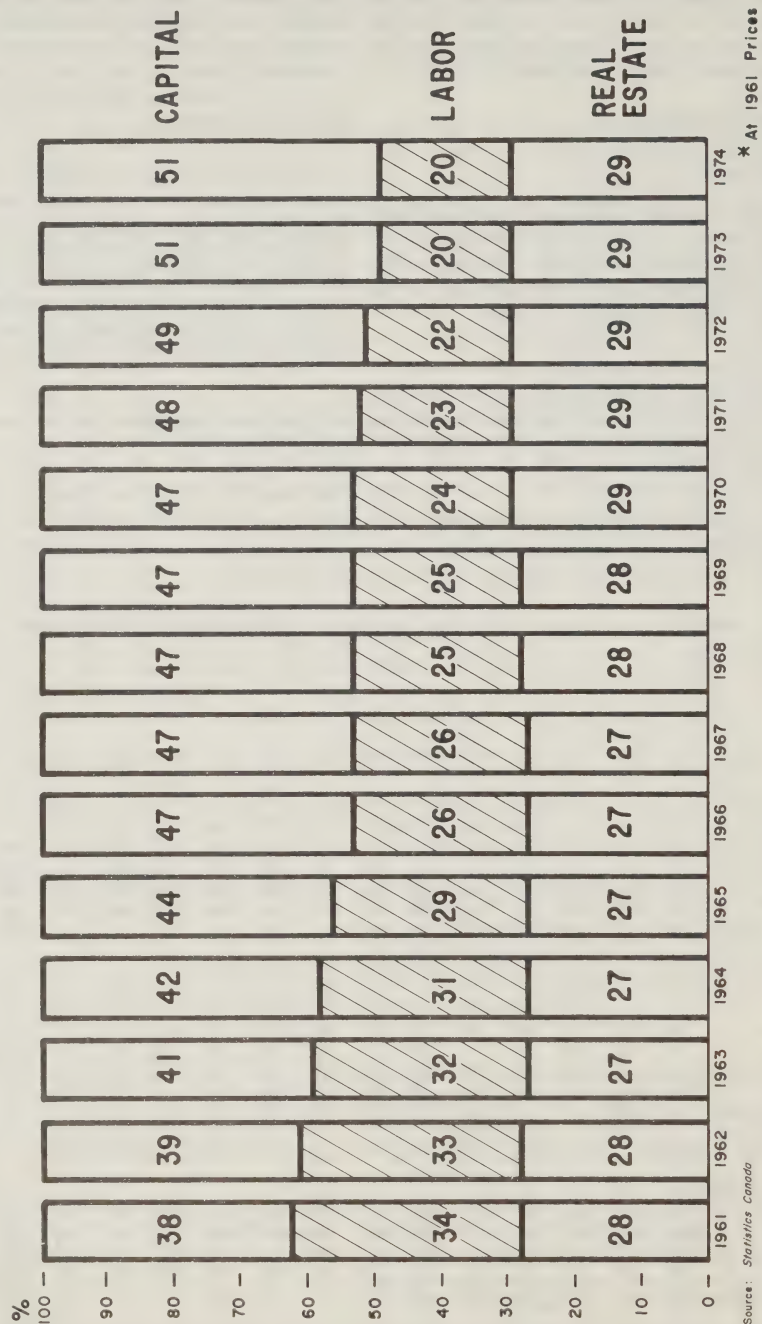 %
100
90
80
70
60
50
40
30
20
10
0
38 39 41 42 44 47 47 47 47 47 48 49 51 51 CAPITAL
34 33 32 31 29 26 26 25 25 24 23 22 20 20 LABOR
28 28 27 27 27 27 27 28 28 29 29 29 29 29 REAL
ESTATE
1961 1962 1963 1964 1965 1966 1967 1968 1969 1970 1971 1972 1973 1974
Source: Statistics Canada
* At 1961 Prices